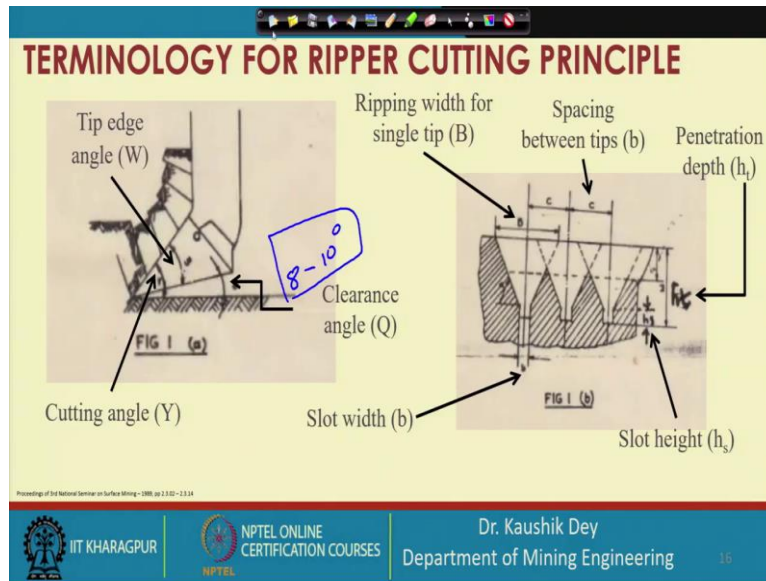 TERMINOLOGY FOR RIPPER CUTTING PRINCIPLE
Tip edge
angle (W)
8-10°
Clearance
angle (Q)
FIG 1 (a)
Cutting angle (Y)
Ripping width for
single tip (B)
Spacing
between tips (b)
Penetration
depth (hₜ)
C
C
B
ht
hs
b
FIG 1 (b)
Slot width (b)
Slot height (hₛ)
Proceedings of 3rd National Seminar on Surface Mining – 1989; pp 2.3.02 – 2.3.14
IIT KHARAGPUR
NPTEL
NPTEL ONLINE
CERTIFICATION COURSES
Dr. Kaushik Dey
Department of Mining Engineering
16